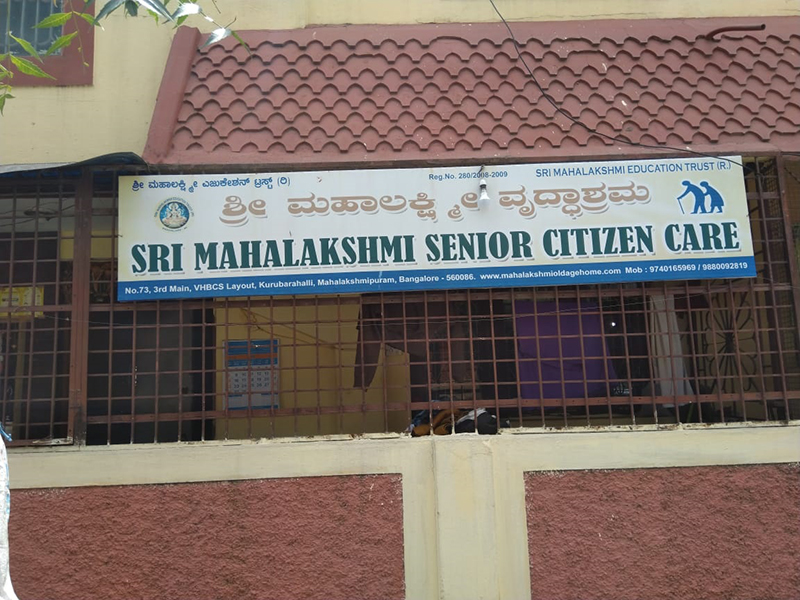 ಶ್ರೀ ಮಹಾಲಕ್ಷ್ಮೀ ಎಜುಕೇಶನ್ ಟ್ರಸ್ಟ್ (ರಿ) Reg.No. 280/2008-2009 SRI MAHALAKSHMI EDUCATION TRUST (R.)
ಶ್ರೀ ಮಹಾಲಕ್ಷ್ಮೀ ವೃದ್ಧಾಶ್ರಮ
SRI MAHALAKSHMI SENIOR CITIZEN CARE
No.73, 3rd Main, VHBCS Layout, Kurubarahalli, Mahalakshmipuram, Bangalore - 560086. www.mahalakshmioldagehome.com Mob : 9740165969 / 9880092819